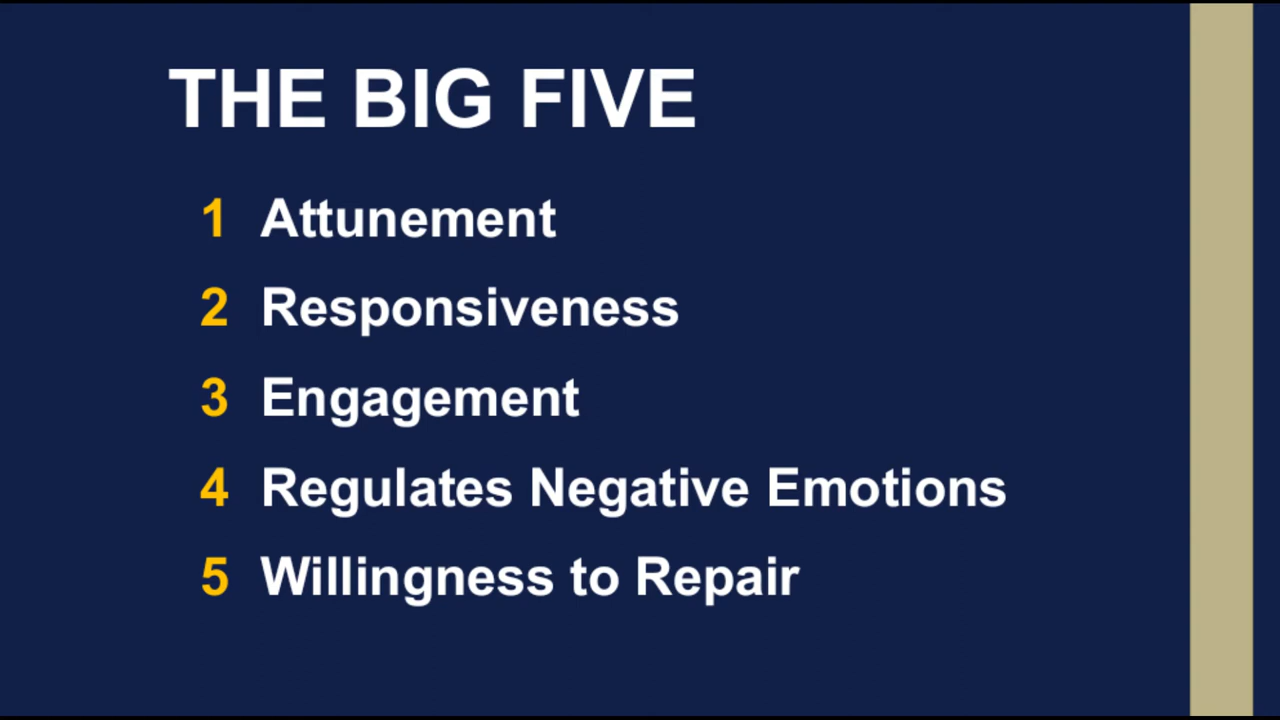 THE BIG FIVE
1 Attunement
2 Responsiveness
3 Engagement
4 Regulates Negative Emotions
5 Willingness to Repair